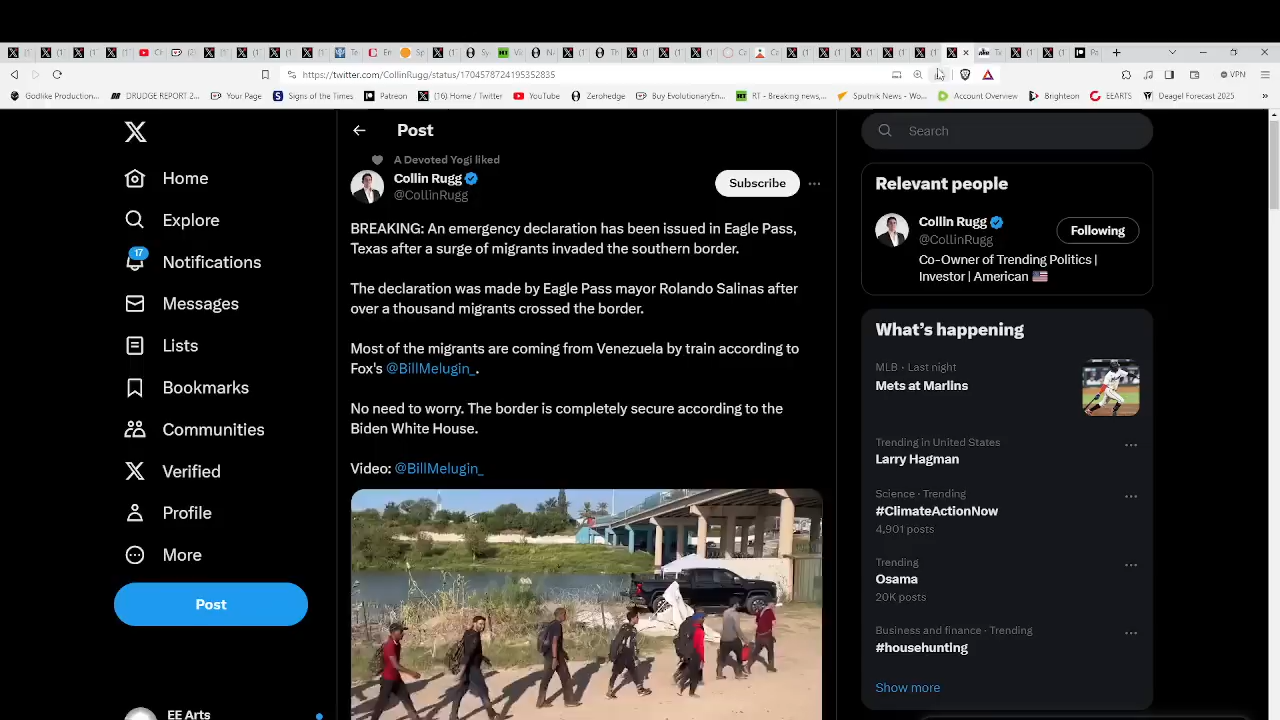 https://twitter.com/CollinRugg/status/1704578724195352835
VPN
Godlike Production...
DRUDGE REPORT 2...
Your Page
Signs of the Times
Patreon
(16) Home / Twitter
YouTube
Zerohedge
Buy EvolutionaryEn...
RT - Breaking news,...
Sputnik News - Wo...
Account Overview
Brighteon
EEARTS
Deagel Forecast 2025
Home
Explore
17
Notifications
Messages
Lists
Bookmarks
Communities
Verified
Profile
More
Post
EE Arts
Post
A Devoted Yogi liked
Collin Rugg
@CollinRugg
Subscribe
BREAKING: An emergency declaration has been issued in Eagle Pass,
Texas after a surge of migrants invaded the southern border.
The declaration was made by Eagle Pass mayor Rolando Salinas after
over a thousand migrants crossed the border.
Most of the migrants are coming from Venezuela by train according to
Fox's @BillMelugin_.
No need to worry. The border is completely secure according to the
Biden White House.
Video: @BillMelugin_
Search
Relevant people
Collin Rugg
@CollinRugg
Following
Co-Owner of Trending Politics |
Investor | American
What's happening
MLB · Last night
Mets at Marlins
Trending in United States
Larry Hagman
Science · Trending
#ClimateActionNow
4,901 posts
Trending
Osama
20K posts
Business and finance · Trending
#househunting
Show more